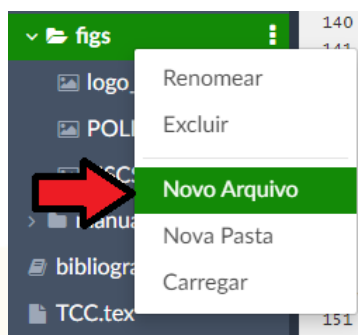 figs
140
141
logo_
Renomear
POLI
Excluir
Novo Arquivo
Nova Pasta
bibliogra
Carregar
TCC.tex
151